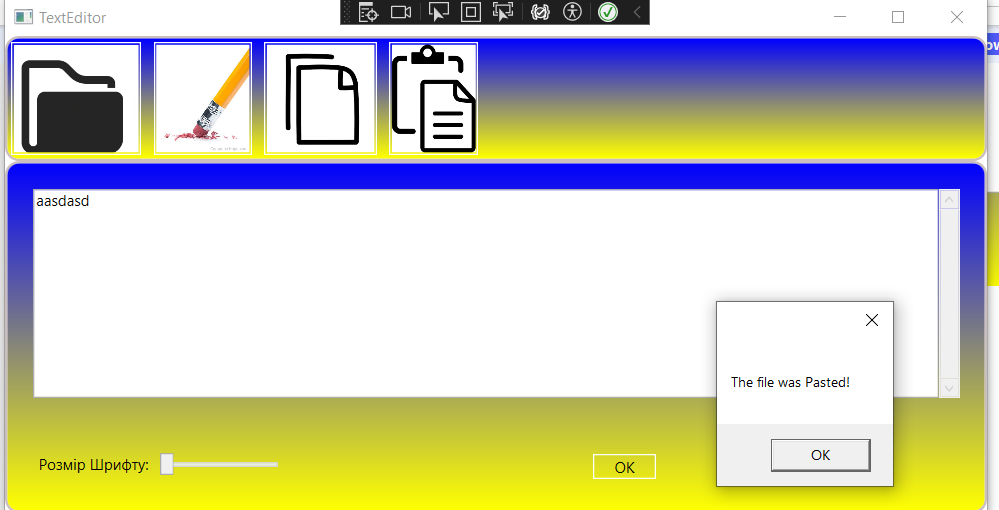 TextEditor
aasdasd
The file was Pasted!
OK
Розмір Шрифту:
OK